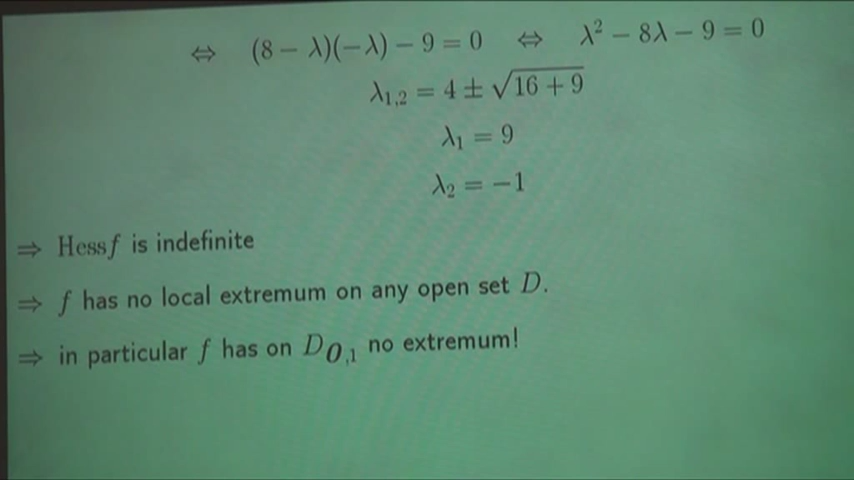 ⇔ (8 − λ)(−λ) − 9 = 0 ⇔ λ² − 8λ − 9 = 0
λ₁,₂ = 4 ± √(16 + 9)
λ₁ = 9
λ₂ = −1
⇒ Hessf is indefinite
⇒ f has no local extremum on any open set D.
⇒ in particular f has on D₀,₁ no extremum!